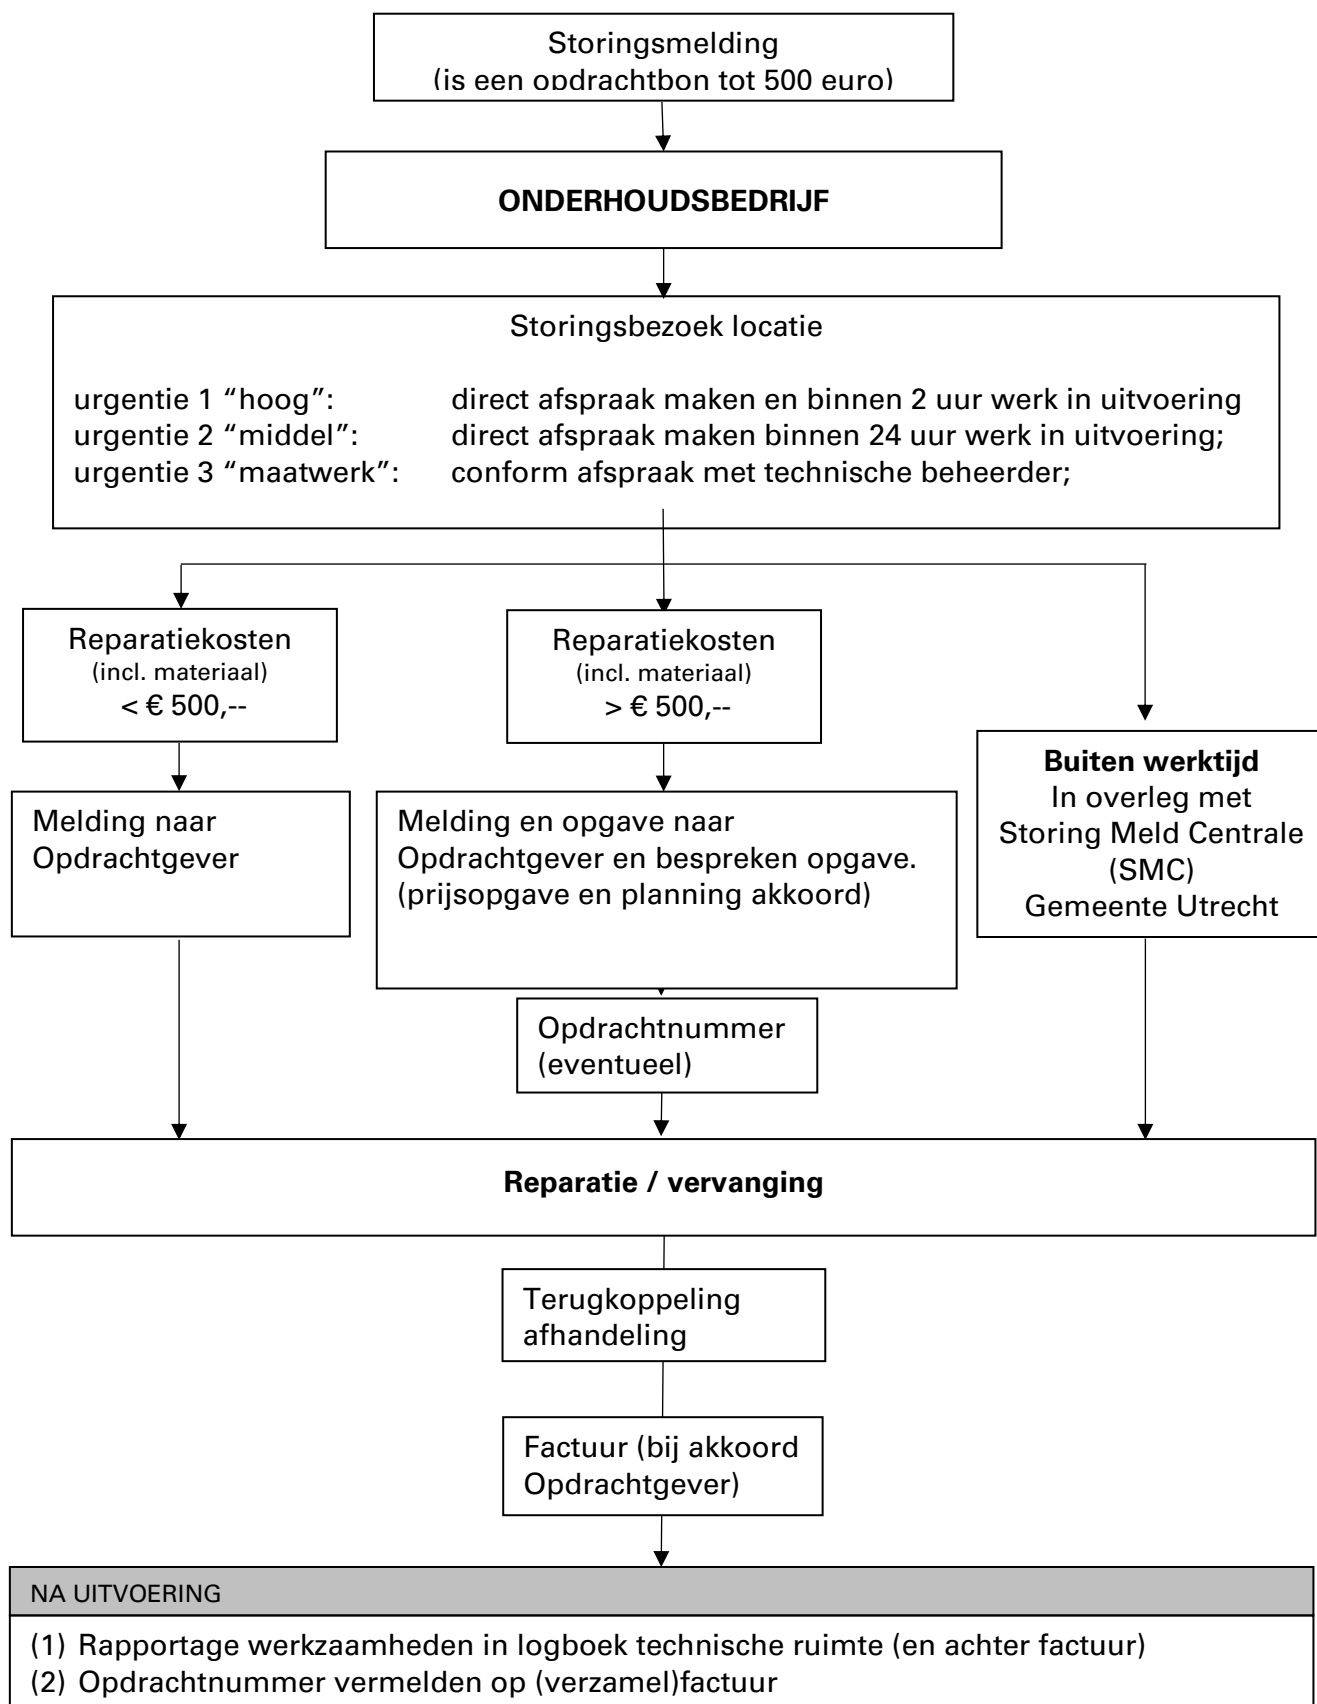 Storingsmelding
(is een opdrachtbon tot 500 euro)
ONDERHOUDSBEDRIJF
Storingsbezoek locatie
urgentie 1 “hoog”: direct afspraak maken en binnen 2 uur werk in uitvoering
urgentie 2 “middel”: direct afspraak maken binnen 24 uur werk in uitvoering;
urgentie 3 “maatwerk”: conform afspraak met technische beheerder;
Reparatiekosten
(incl. materiaal)
< € 500,--
Reparatiekosten
(incl. materiaal)
> € 500,--
Buiten werktijd
In overleg met
Storing Meld Centrale
(SMC)
Gemeente Utrecht
Melding naar
Opdrachtgever
Melding en opgave naar
Opdrachtgever en bespreken opgave.
(prijsopgave en planning akkoord)
Opdrachtnummer
(eventueel)
Reparatie / vervanging
Terugkoppeling
afhandeling
Factuur (bij akkoord
Opdrachtgever)
NA UITVOERING
(1) Rapportage werkzaamheden in logboek technische ruimte (en achter factuur)
(2) Opdrachtnummer vermelden op (verzamel)factuur